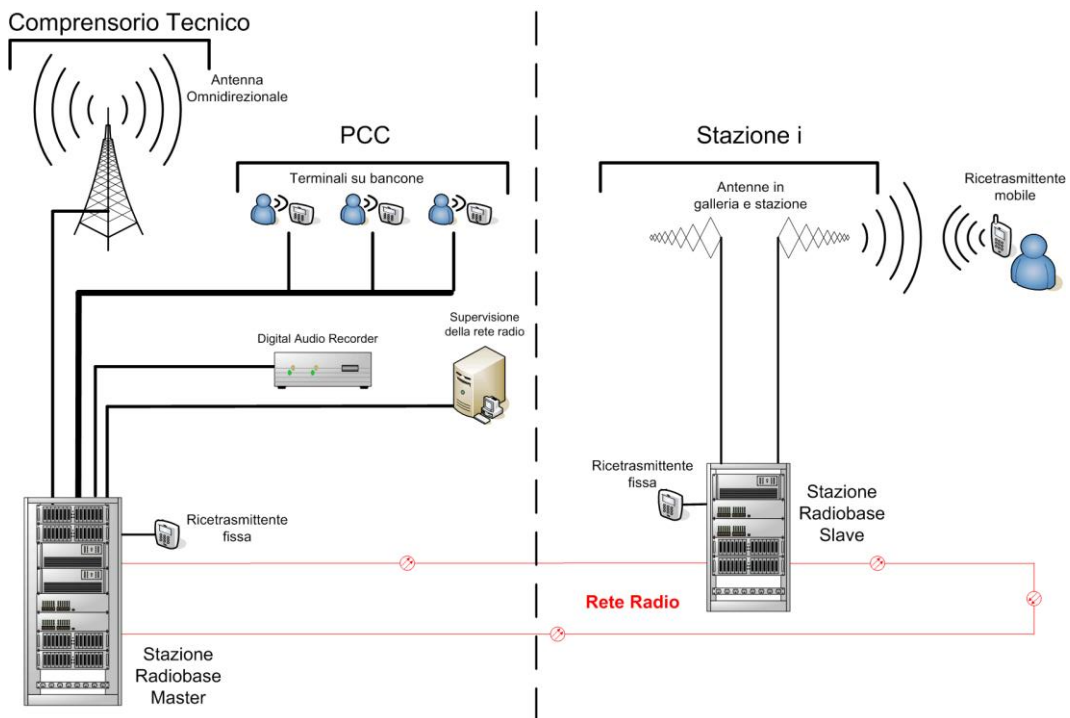 Comprensorio Tecnico
Antenna
Omnidirezionale
PCC
Terminali su bancone
Digital Audio Recorder
Supervisione
della rete radio
Ricetrasmittente
fissa
Stazione
Radiobase
Master
Stazione i
Antenne in
galleria e stazione
Ricetrasmittente
mobile
Ricetrasmittente
fissa
Stazione
Radiobase
Slave
Rete Radio